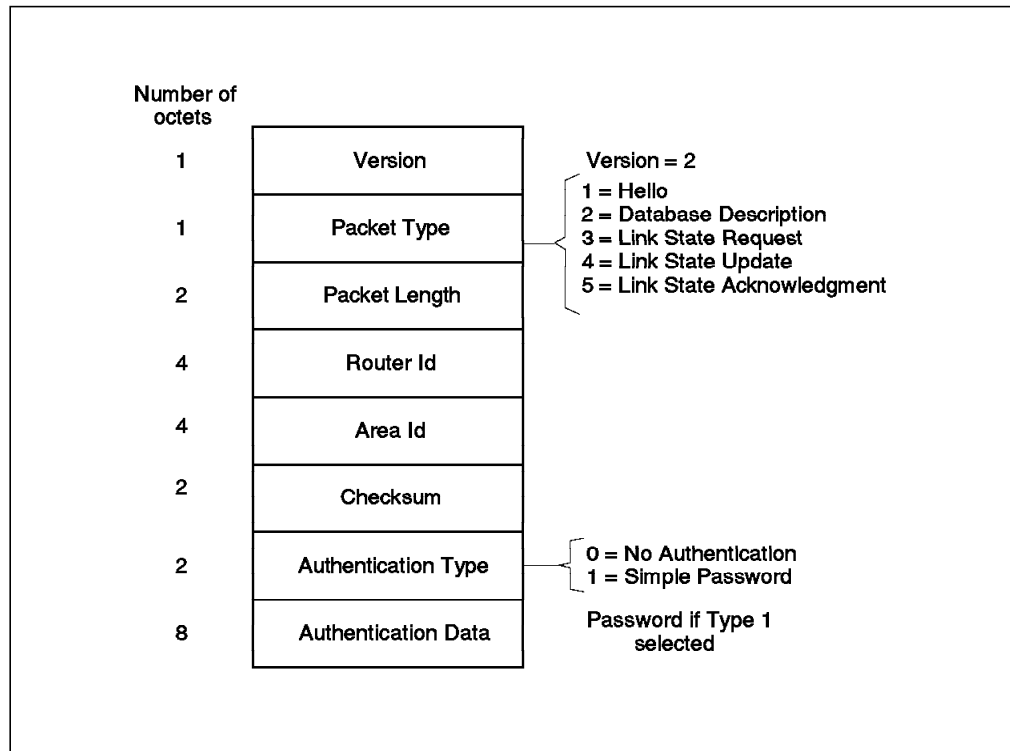 Number of
octets
1 Version Version = 2
1 Packet Type
1 = Hello
2 = Database Description
3 = Link State Request
4 = Link State Update
5 = Link State Acknowledgment
2 Packet Length
4 Router Id
4 Area Id
2 Checksum
2 Authentication Type
0 = No Authentication
1 = Simple Password
8 Authentication Data
Password if Type 1
selected